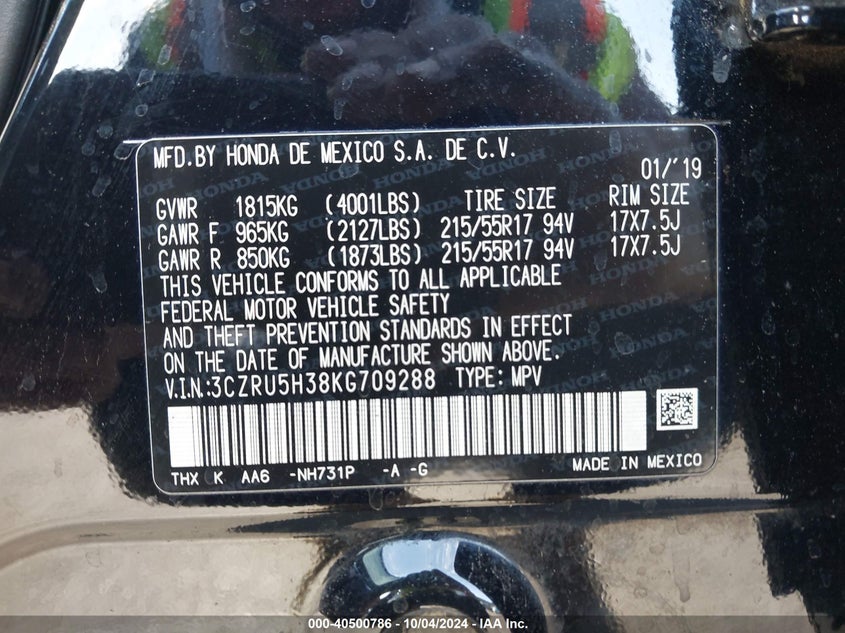 MFD.BY HONDA DE MEXICO S.A. DE C.V.
01/'19
GVWR 1815KG (4001LBS) TIRE SIZE RIM SIZE
GAWR F 965KG (2127LBS) 215/55R17 94V 17X7.5J
GAWR R 850KG (1873LBS) 215/55R17 94V 17X7.5J
THIS VEHICLE CONFORMS TO ALL APPLICABLE
FEDERAL MOTOR VEHICLE SAFETY
AND THEFT PREVENTION STANDARDS IN EFFECT
ON THE DATE OF MANUFACTURE SHOWN ABOVE.
V.I.N.:3CZRU5H38KG709288 TYPE: MPV
THX K AA6 -NH731P -A -G
MADE IN MEXICO
000-40500786 - 10/04/2024 - IAA Inc.